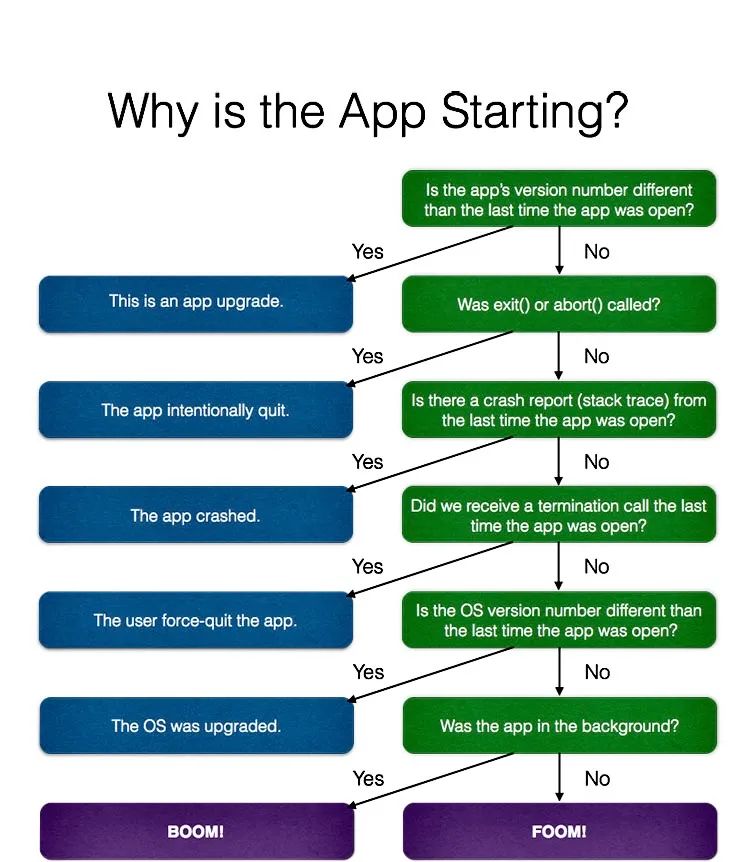 Why is the App Starting?
Is the app's version number different
than the last time the app was open?
Yes
No
This is an app upgrade.
Was exit() or abort() called?
Yes
No
The app intentionally quit.
Is there a crash report (stack trace) from
the last time the app was open?
Yes
No
The app crashed.
Did we receive a termination call the last
time the app was open?
Yes
No
The user force-quit the app.
Is the OS version number different than
the last time the app was open?
Yes
No
The OS was upgraded.
Was the app in the background?
Yes
No
BOOM!
FOOM!